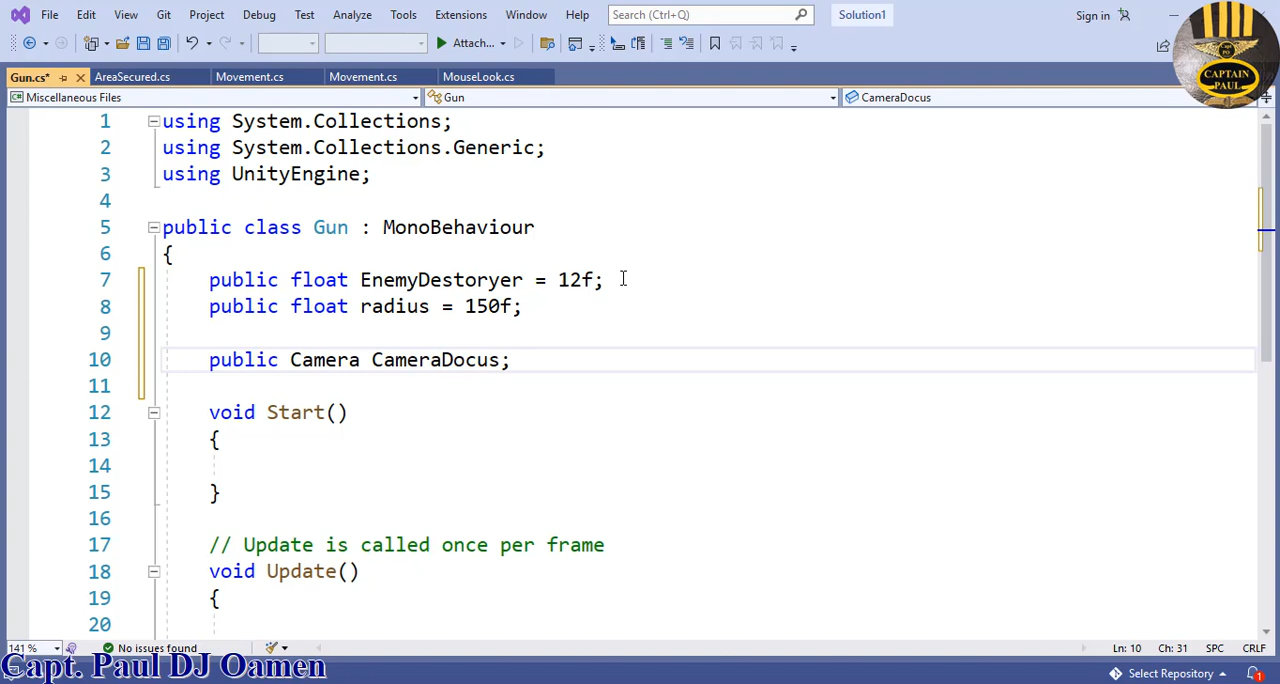 File Edit View Git Project Debug Test Analyze Tools Extensions Window Help Search (Ctrl+Q) Solution1 Sign in
Attach...
Gun.cs* AreaSecured.cs Movement.cs Movement.cs MouseLook.cs
CAPTAIN
PAUL
Miscellaneous Files Gun CameraDocus
1 using System.Collections;
2 using System.Collections.Generic;
3 using UnityEngine;
4
5 public class Gun : MonoBehaviour
6 {
7 public float EnemyDestoryer = 12f;
8 public float radius = 150f;
9
10 public Camera CameraDocus;
11
12 void Start()
13 {
14
15 }
16
17 // Update is called once per frame
18 void Update()
19 {
20
141 % No issues found Ln: 10 Ch: 31 SPC CRLF
Capt. Paul DJ Oamen
Select Repository 1